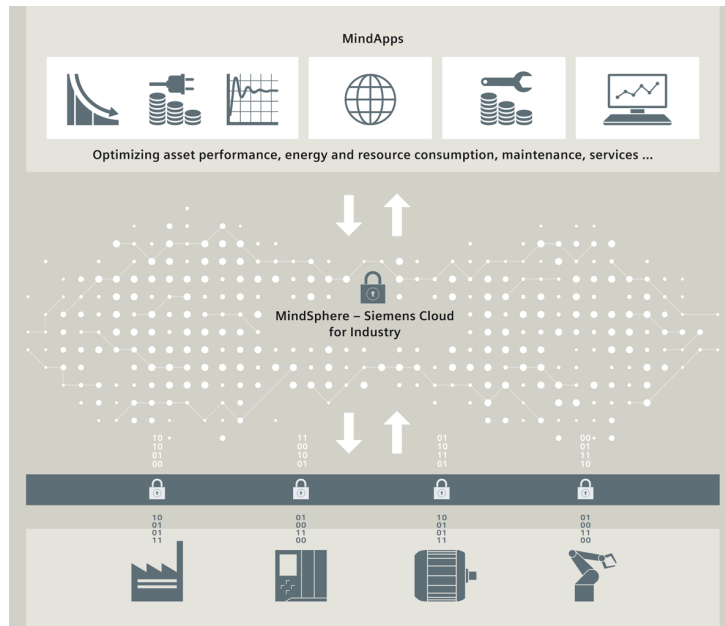 MindApps
Optimizing asset performance, energy and resource consumption, maintenance, services ...
MindSphere – Siemens Cloud
for Industry
10 11 01 00
10 00 10 01
01 10 11 11
00 01 01 10
10 01 10 01
01 00 01 00
01 11 01 11
11 00 11 00